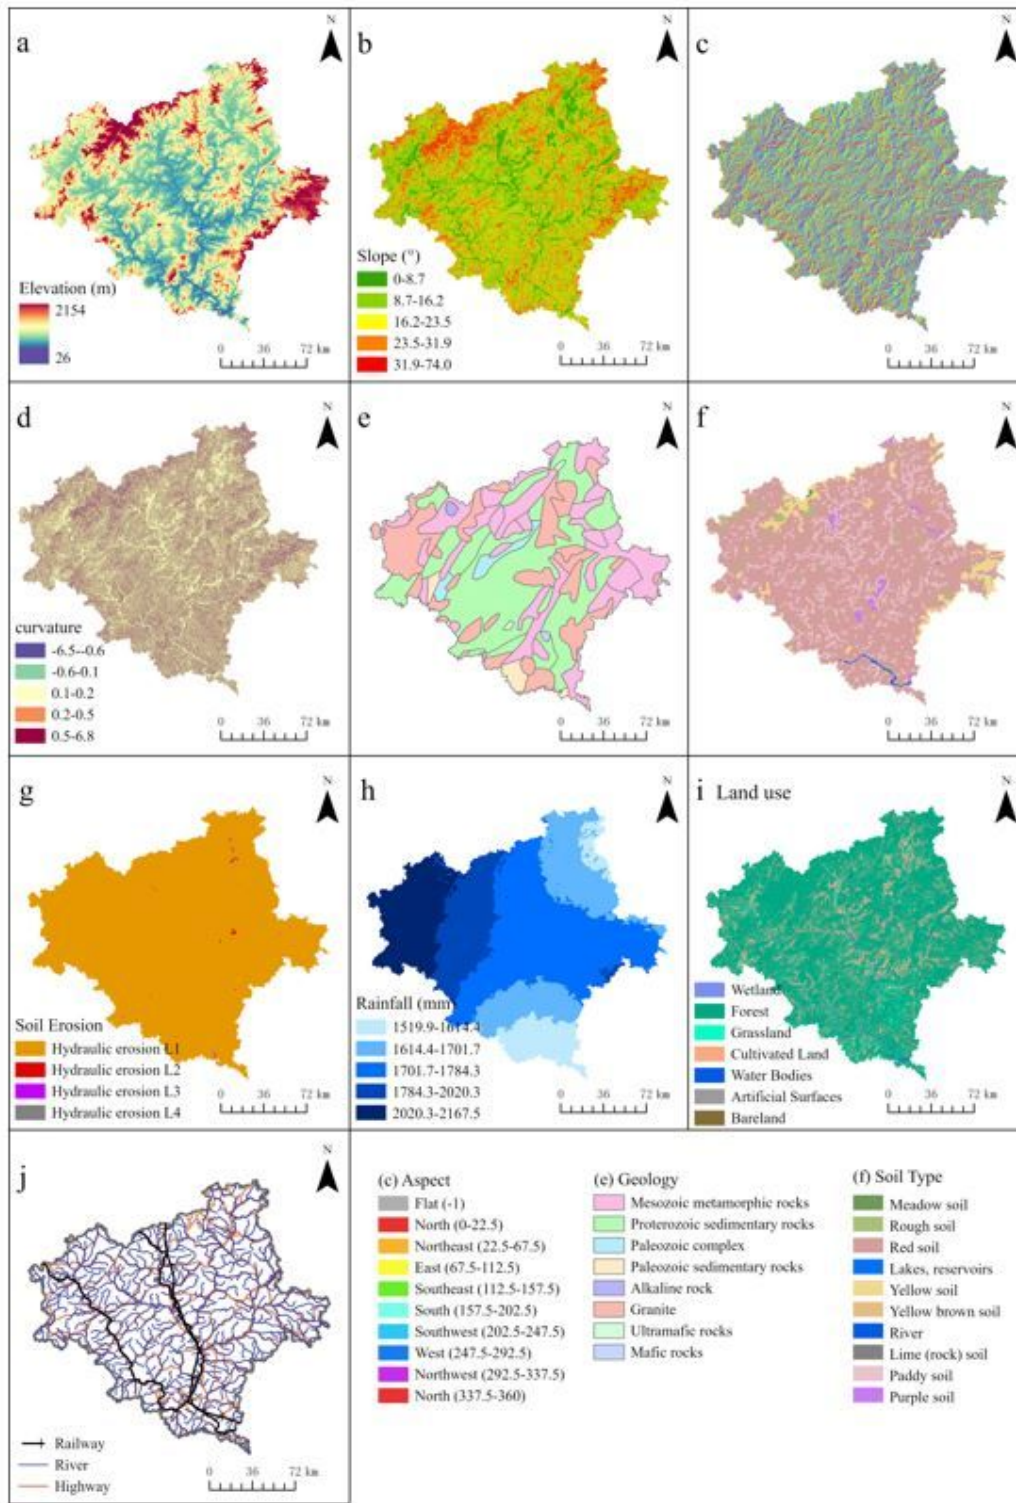 N
a
Elevation (m)
2154
26
0 36 72 km
N
b
Slope (°)
0-8.7
8.7-16.2
16.2-23.5
23.5-31.9
31.9-74.0
0 36 72 km
N
c
0 36 72 km
N
d
curvature
-6.5--0.6
-0.6-0.1
0.1-0.2
0.2-0.5
0.5-6.8
0 36 72 km
N
e
0 36 72 km
N
f
0 36 72 km
N
g
Soil Erosion
Hydraulic erosion L1
Hydraulic erosion L2
Hydraulic erosion L3
Hydraulic erosion L4
0 36 72 km
N
h
Rainfall (mm)
1519.9-1614.4
1614.4-1701.7
1701.7-1784.3
1784.3-2020.3
2020.3-2167.5
0 36 72 km
N
i Land use
Wetland
Forest
Grassland
Cultivated Land
Water Bodies
Artificial Surfaces
Bareland
0 36 72 km
N
j
Railway
River
Highway
0 36 72 km
(c) Aspect
Flat (-1)
North (0-22.5)
Northeast (22.5-67.5)
East (67.5-112.5)
Southeast (112.5-157.5)
South (157.5-202.5)
Southwest (202.5-247.5)
West (247.5-292.5)
Northwest (292.5-337.5)
North (337.5-360)
(e) Geology
Mesozoic metamorphic rocks
Proterozoic sedimentary rocks
Paleozoic complex
Paleozoic sedimentary rocks
Alkaline rock
Granite
Ultramafic rocks
Mafic rocks
(f) Soil Type
Meadow soil
Rough soil
Red soil
Lakes, reservoirs
Yellow soil
Yellow brown soil
River
Lime (rock) soil
Paddy soil
Purple soil